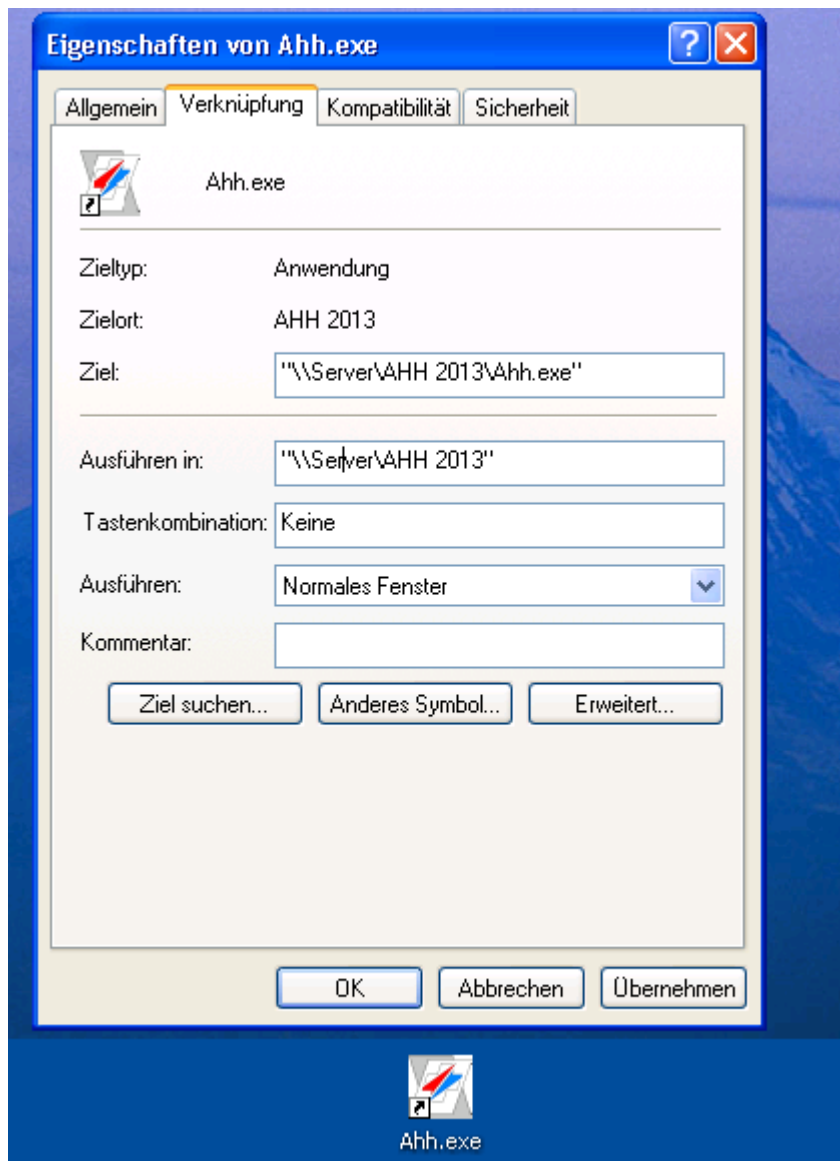 Eigenschaften von Ahh.exe
Allgemein Verknüpfung Kompatibilität Sicherheit
Ahh.exe
Zieltyp: Anwendung
Zielort: AHH 2013
Ziel: "\\Server\AHH 2013\Ahh.exe"
Ausführen in: "\\Server\AHH 2013"
Tastenkombination: Keine
Ausführen: Normales Fenster
Kommentar:
Ziel suchen... Anderes Symbol... Erweitert...
OK Abbrechen Übernehmen
Ahh.exe